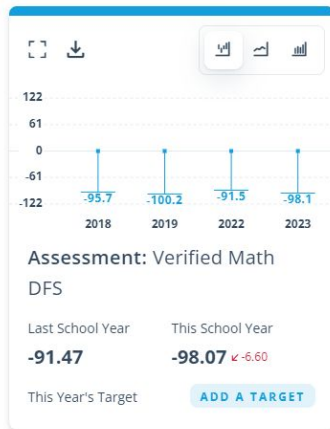 122
61
0
-61
-122
-95.7 -100.2 -91.5 -98.1
2018 2019 2022 2023
Assessment: Verified Math
DFS
Last School Year This School Year
-91.47 -98.07 -6.60
This Year's Target ADD A TARGET